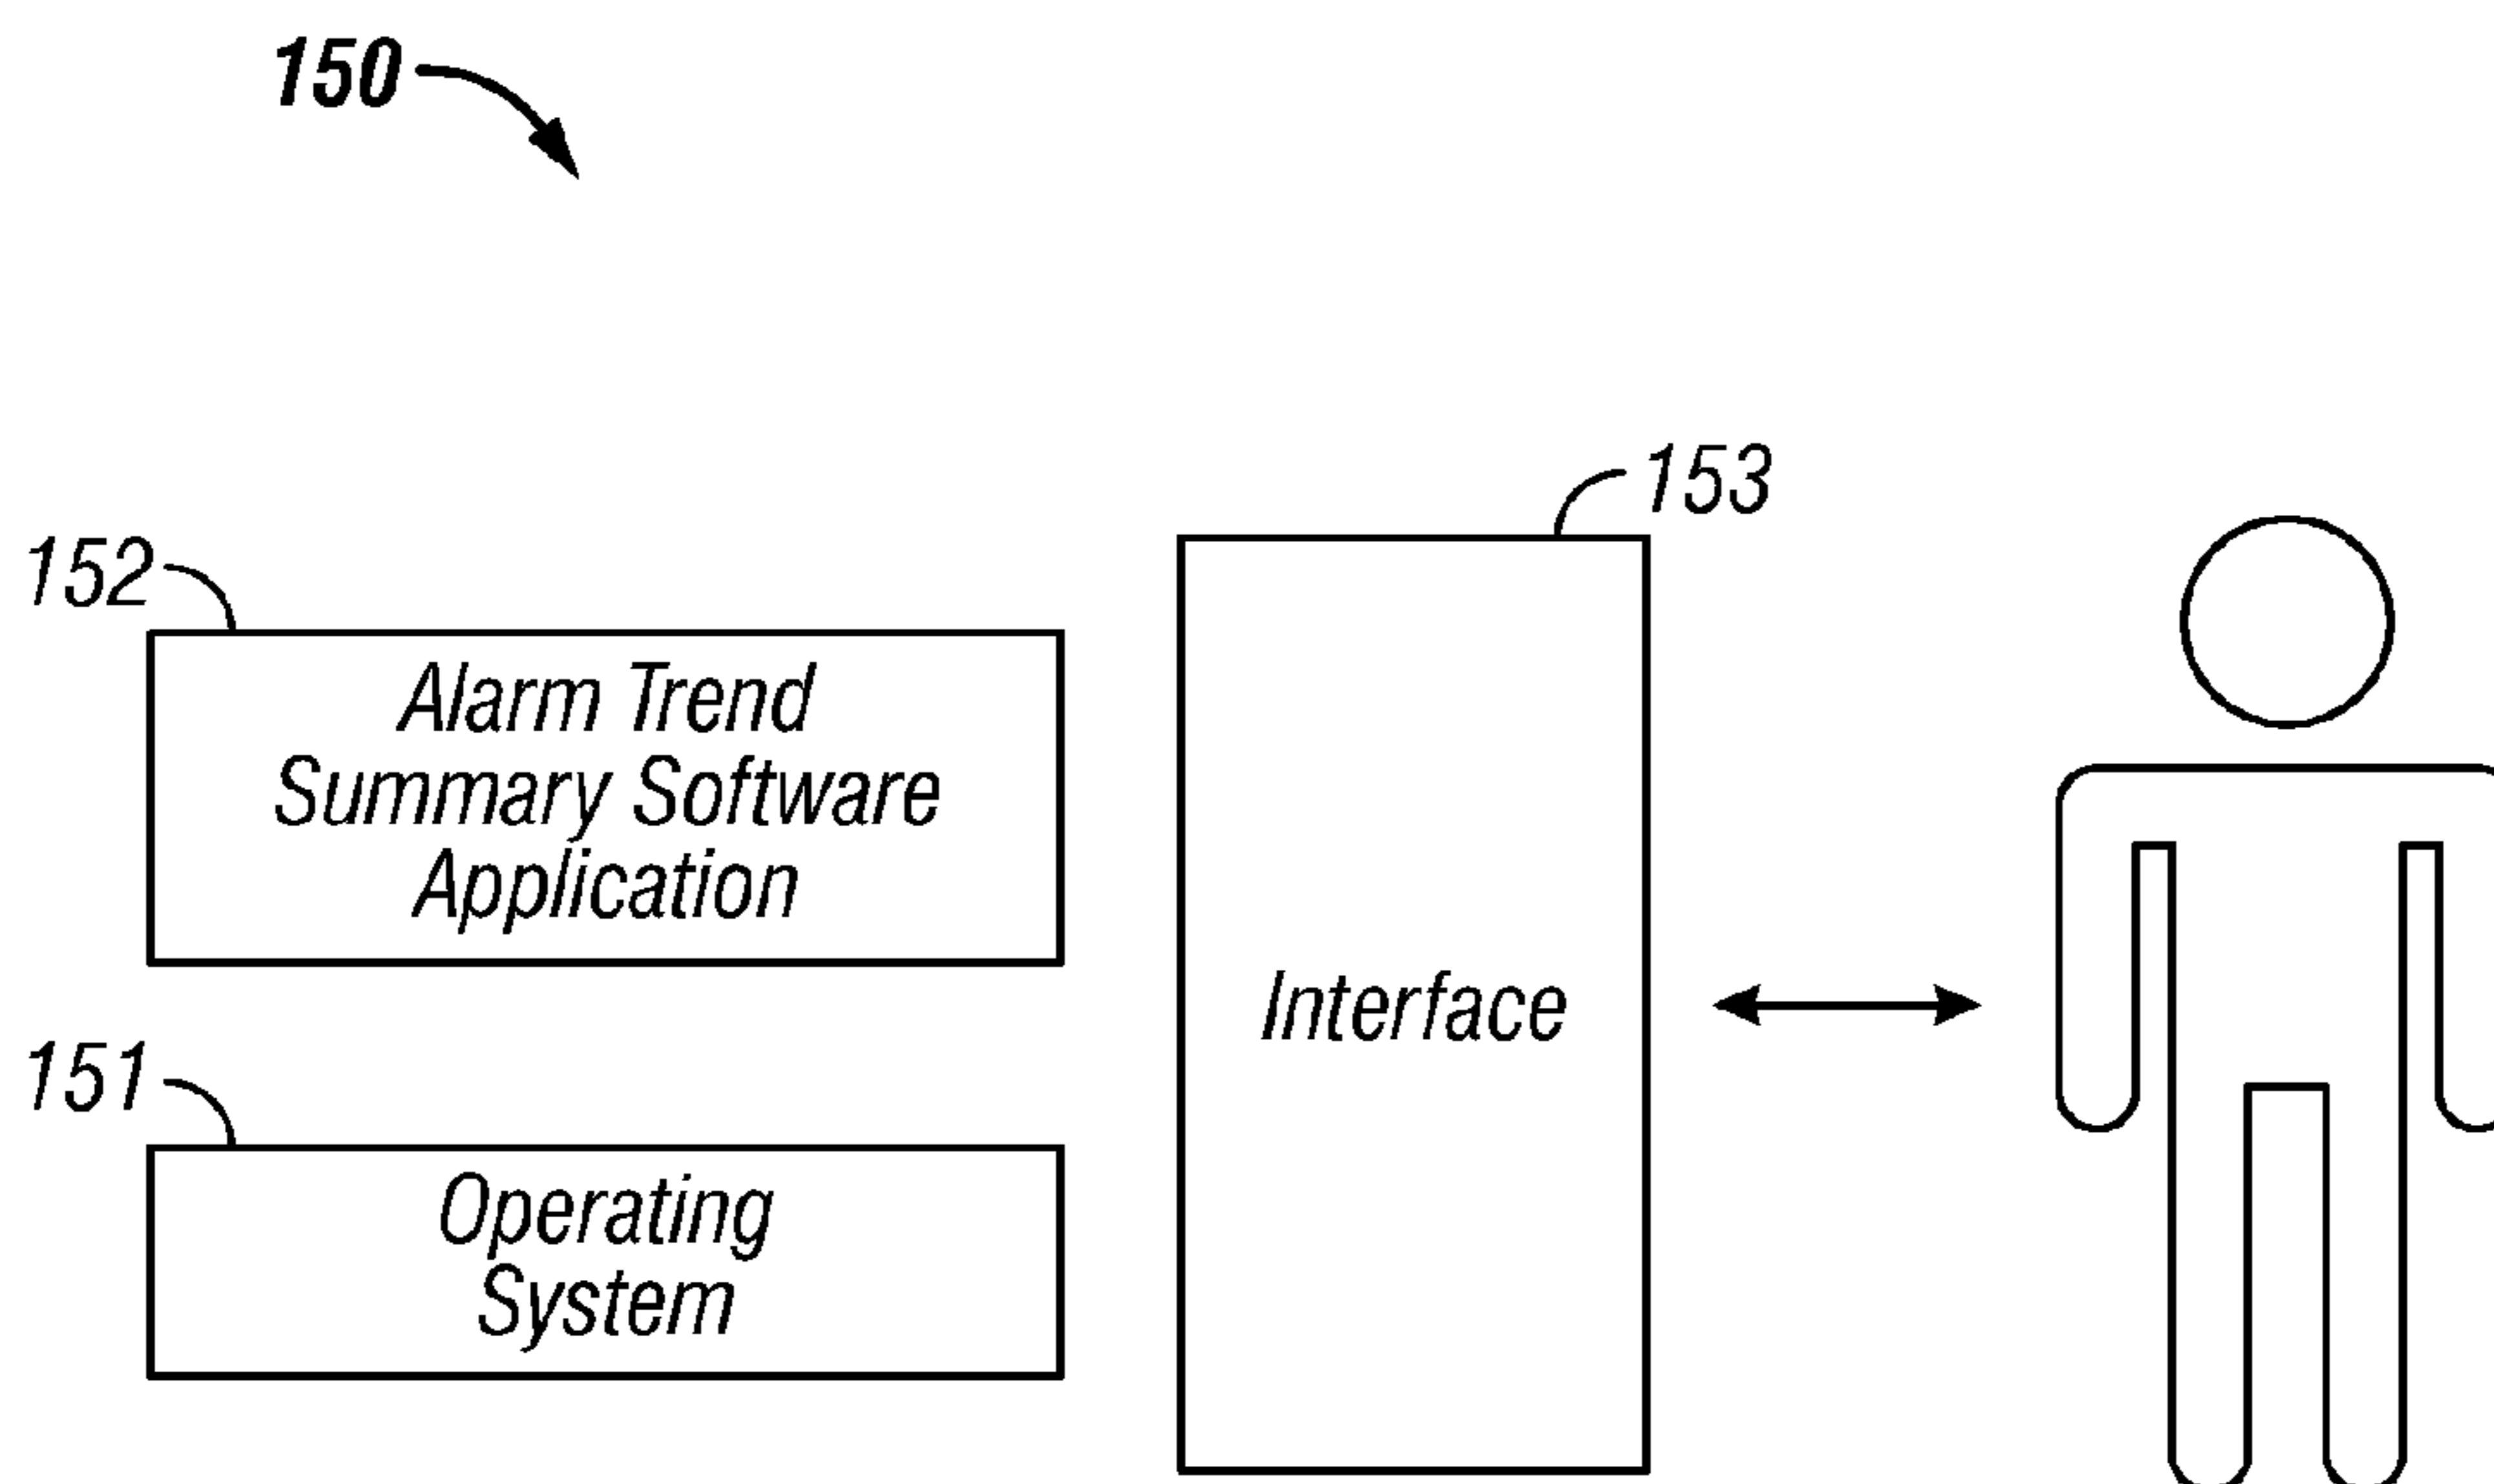 150
153
152
Alarm Trend
Summary Software
Application
Interface
151
Operating
System